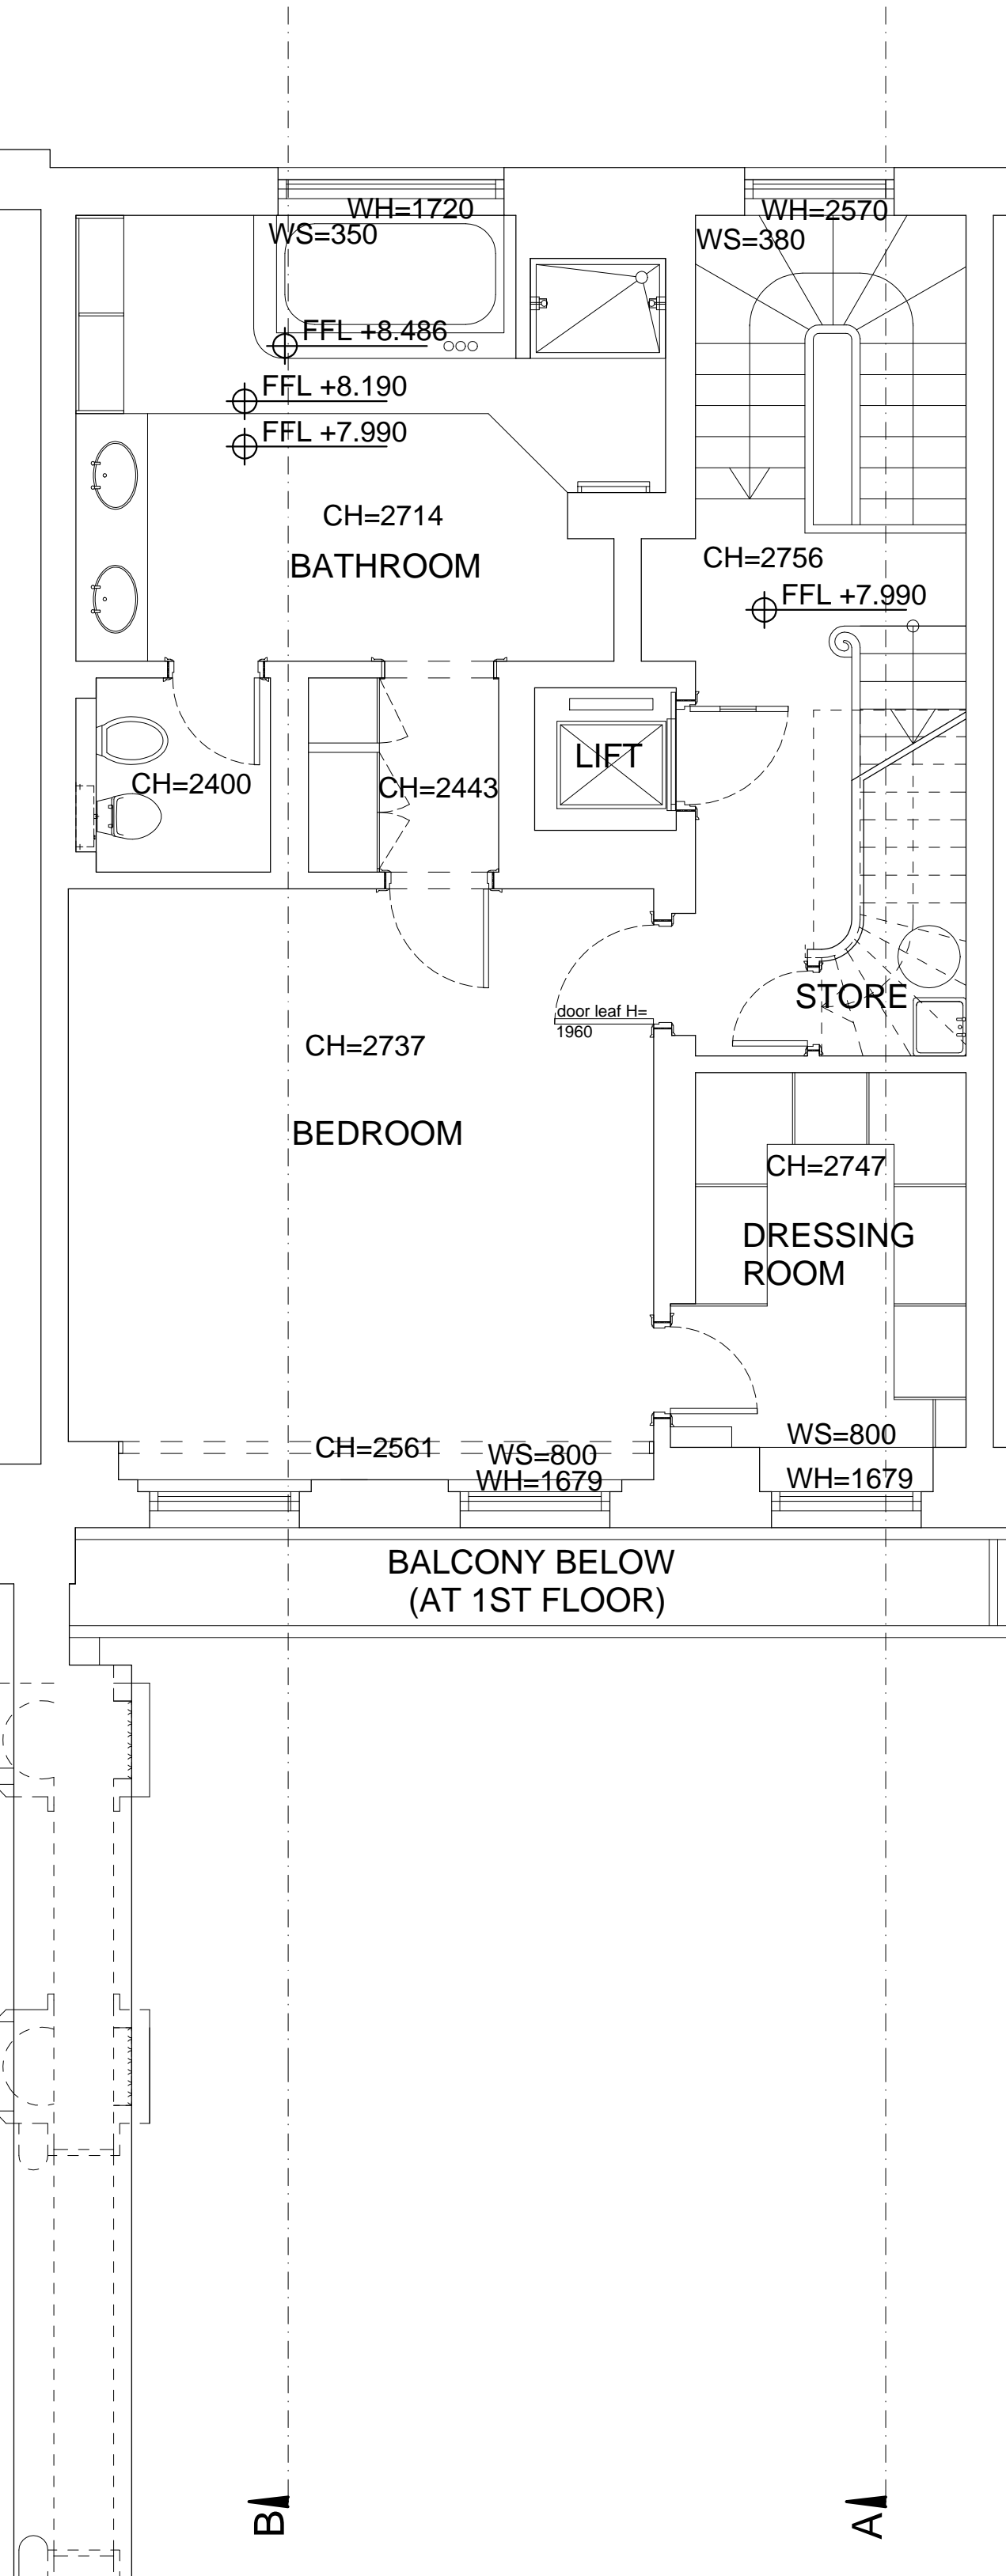 WH=1720
WH=2570
WS=350
WS=380
FFL +8.486
FFL +8.190
FFL +7.990
CH=2714
BATHROOM
CH=2756
FFL +7.990
LIFT
CH=2400
CH=2443
STORE
door leaf H=
1960
CH=2737
BEDROOM
CH=2747
DRESSING
ROOM
CH=2561
WS=800
WH=1679
WS=800
WH=1679
BALCONY BELOW
(AT 1ST FLOOR)
B
A